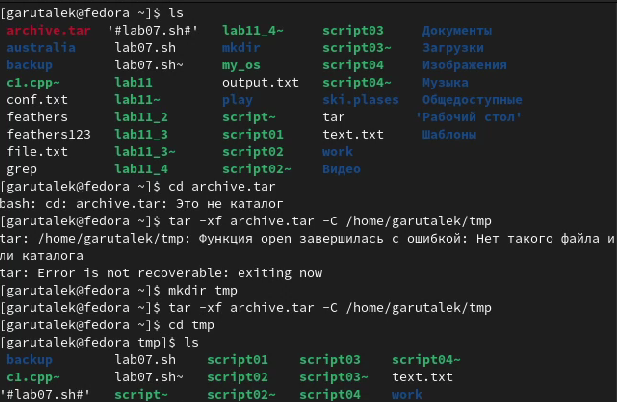 [garutalek@fedora ~]$ ls
archive.tar '#lab07.sh#' lab11_4~ script03 Документы
australia lab07.sh mkdir script03~ Загрузки
backup lab07.sh~ my_os script04 Изображения
c1.cpp~ lab11 output.txt script04~ Музыка
conf.txt lab11~ play ski.plases Общедоступные
feathers lab11_2 script~ tar 'Рабочий стол'
feathers123 lab11_3 script01 text.txt Шаблоны
file.txt lab11_3~ script02 work
grep lab11_4 script02~ Видео
[garutalek@fedora ~]$ cd archive.tar
bash: cd: archive.tar: Это не каталог
[garutalek@fedora ~]$ tar -xf archive.tar -C /home/garutalek/tmp
tar: /home/garutalek/tmp: Функция open завершилась с ошибкой: Нет такого файла и
ли каталога
tar: Error is not recoverable: exiting now
[garutalek@fedora ~]$ mkdir tmp
[garutalek@fedora ~]$ tar -xf archive.tar -C /home/garutalek/tmp
[garutalek@fedora ~]$ cd tmp
[garutalek@fedora tmp]$ ls
backup lab07.sh script01 script03 script04~
c1.cpp~ lab07.sh~ script02 script03~ text.txt
'#lab07.sh#' script~ script02~ script04 work